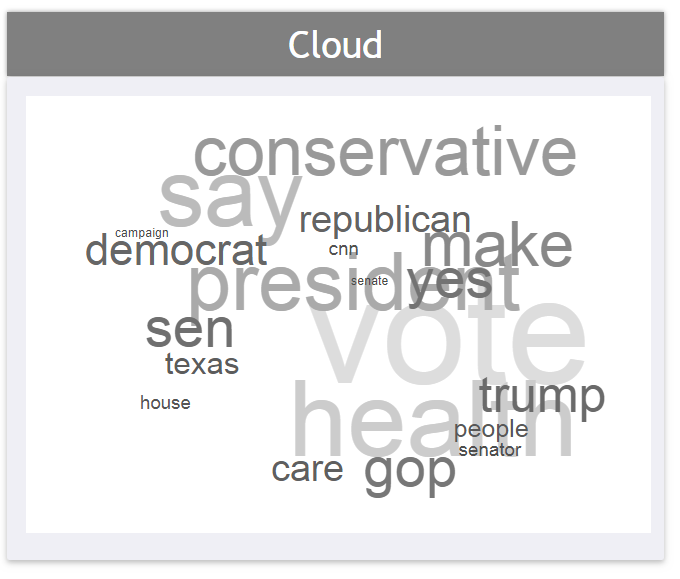 Cloud
conservative
say
republican
campaign
make
democrat
cnn
president
yes
senate
sen
vote
texas
trump
house
health
people
senator
care
gop